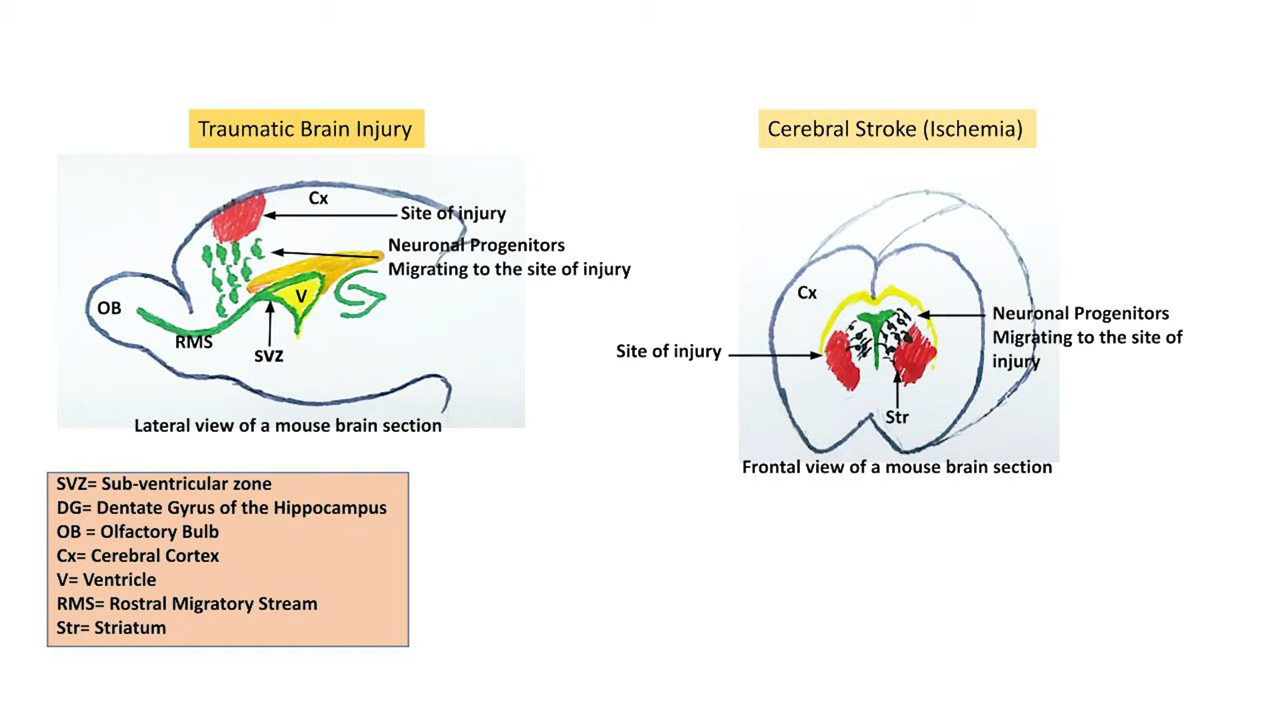 Traumatic Brain Injury
Cx
Site of injury
Neuronal Progenitors
Migrating to the site of injury
V
OB
RMS
SVZ
Lateral view of a mouse brain section
SVZ= Sub-ventricular zone
DG= Dentate Gyrus of the Hippocampus
OB = Olfactory Bulb
Cx= Cerebral Cortex
V= Ventricle
RMS= Rostral Migratory Stream
Str= Striatum
Cerebral Stroke (Ischemia)
Cx
Neuronal Progenitors
Migrating to the site of
injury
Site of injury
Str
Frontal view of a mouse brain section